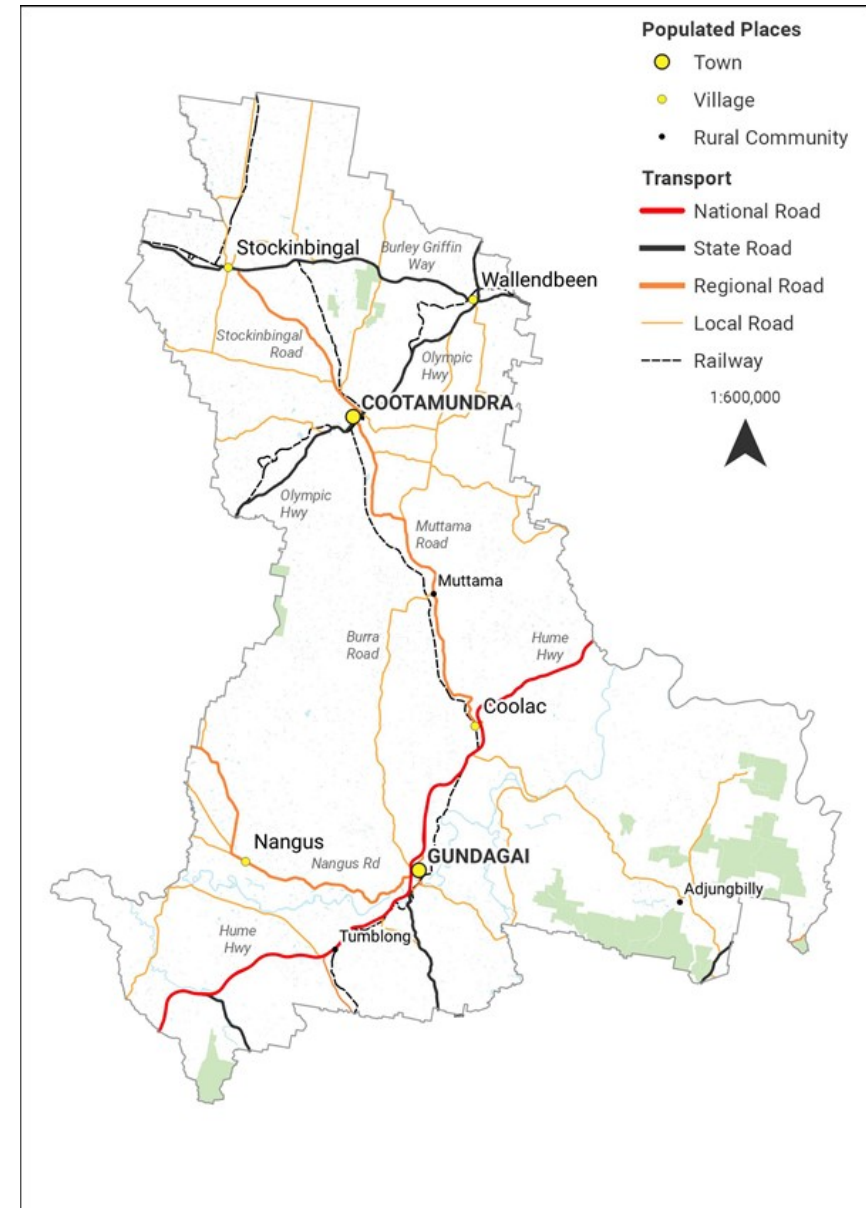 Populated Places
Town
Village
Rural Community
Transport
National Road
State Road
Regional Road
Local Road
Railway
1:600,000
Stockinbingal
Burley Griffin
Way
Wallendbeen
Stockinbingal
Road
Olympic
Hwy
COOTAMUNDRA
Olympic
Hwy
Muttama
Road
Muttama
Burra
Road
Hume
Hwy
Coolac
Nangus
Nangus Rd
GUNDAGAI
Adjungbilly
Hume
Hwy
Tumblong